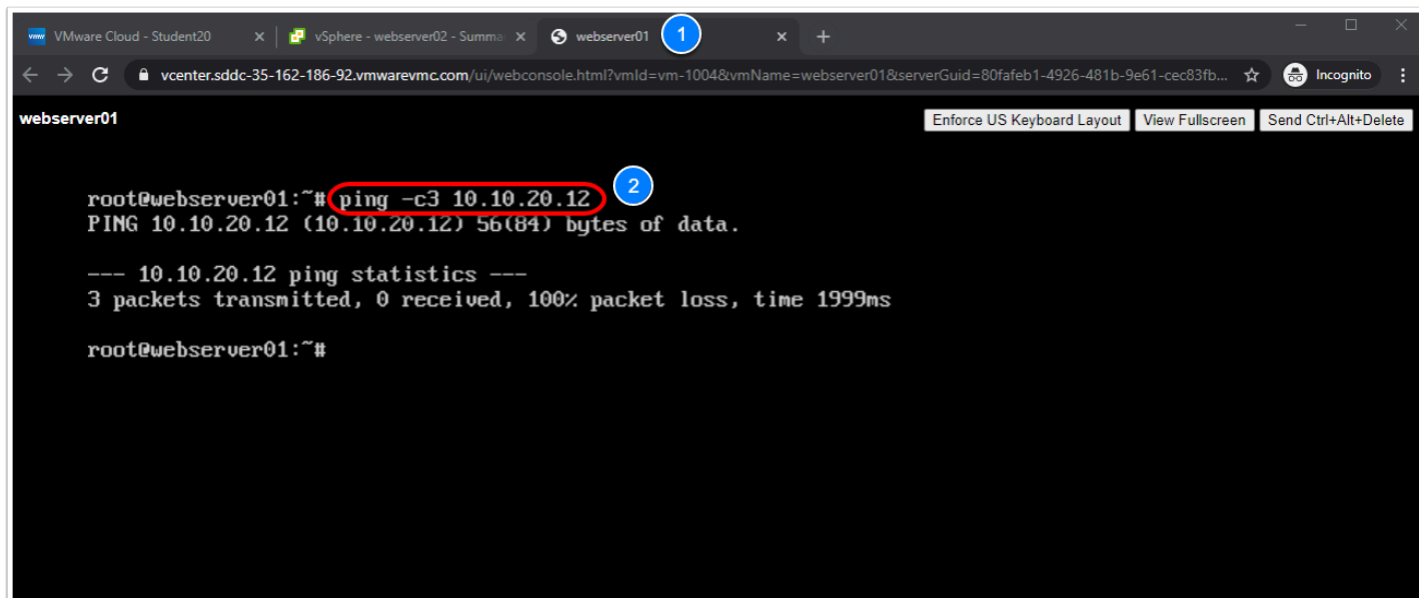 vmw VMware Cloud - Student20 vSphere - webserver02 - Summa webserver01 1
vcenter.sddc-35-162-186-92.vmwarevmc.com/ui/webconsole.html?vmId=vm-1004&vmName=webserver01&serverGuid=80fafeb1-4926-481b-9e61-cec83fb... Incognito
webserver01 Enforce US Keyboard Layout View Fullscreen Send Ctrl+Alt+Delete
root@webserver01:~# ping -c3 10.10.20.12 2
PING 10.10.20.12 (10.10.20.12) 56(84) bytes of data.
--- 10.10.20.12 ping statistics ---
3 packets transmitted, 0 received, 100% packet loss, time 1999ms
root@webserver01:~#